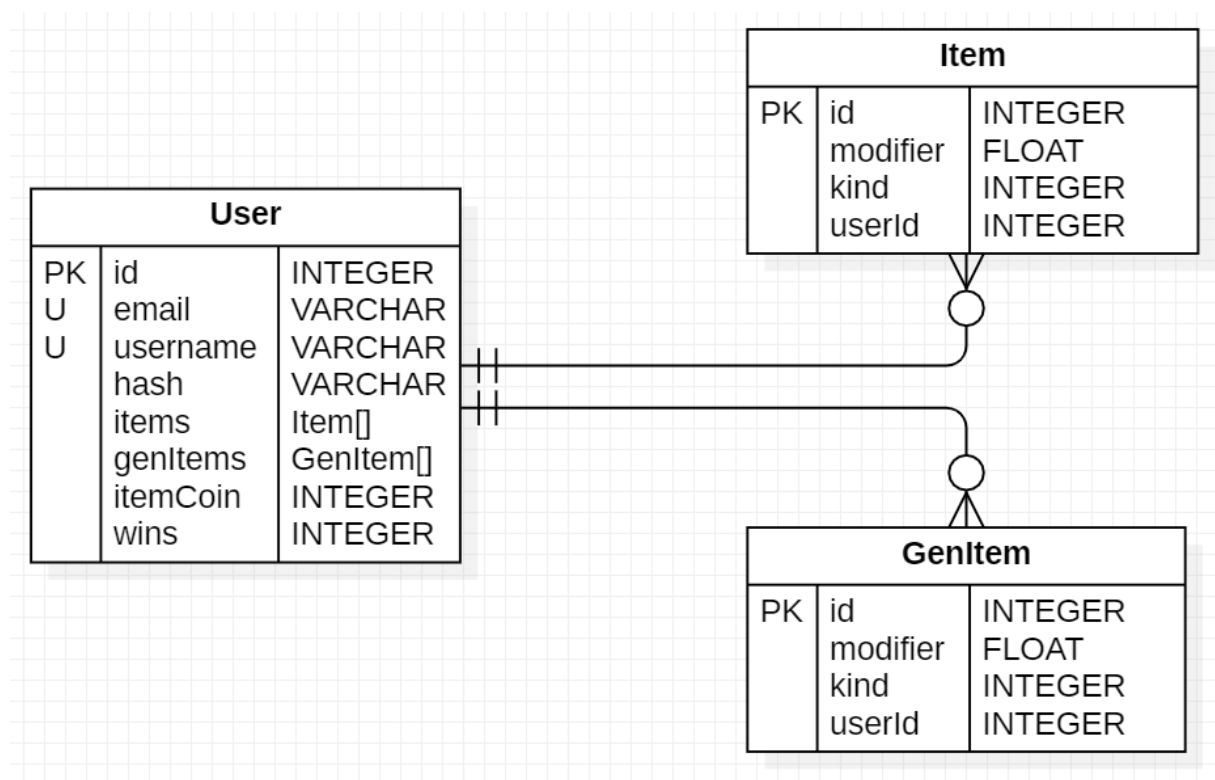 User
PK id INTEGER
U email VARCHAR
U username VARCHAR
hash VARCHAR
items Item[]
genItems GenItem[]
itemCoin INTEGER
wins INTEGER
Item
PK id INTEGER
modifier FLOAT
kind INTEGER
userId INTEGER
GenItem
PK id INTEGER
modifier FLOAT
kind INTEGER
userId INTEGER